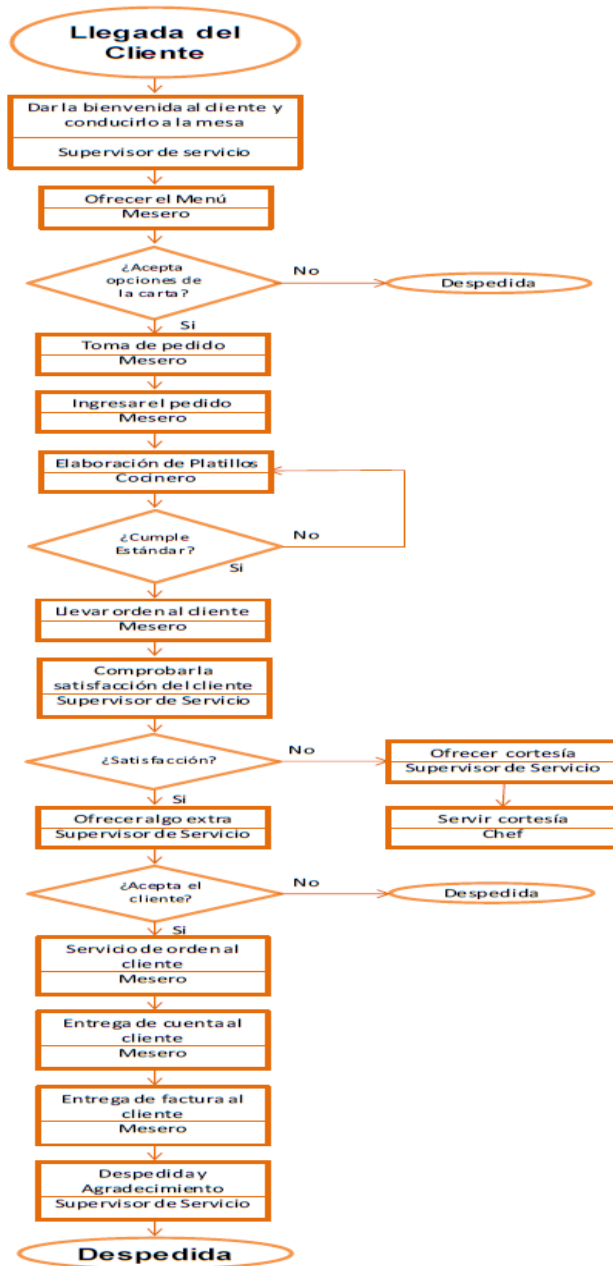 Llegada del
Cliente
Dar la bienvenida al cliente y
conducirlo a la mesa
Supervisor de servicio
Ofrecer el Menú
Mesero
¿Acepta
opciones de
la carta?
No
Despedida
Si
Toma de pedido
Mesero
Ingresar el pedido
Mesero
Elaboración de Platillos
Cocinero
¿Cumple
Estándar?
No
Si
Llevar orden al cliente
Mesero
Comprobar la
satisfacción del cliente
Supervisor de Servicio
¿Satisfacción?
No
Ofrecer cortesía
Supervisor de Servicio
Si
Servir cortesía
Chef
Ofrecer algo extra
Supervisor de Servicio
¿Acepta el
cliente?
No
Despedida
Si
Servicio de orden al
cliente
Mesero
Entrega de cuenta al
cliente
Mesero
Entrega de factura al
cliente
Mesero
Despedida y
Agradecimiento
Supervisor de Servicio
Despedida